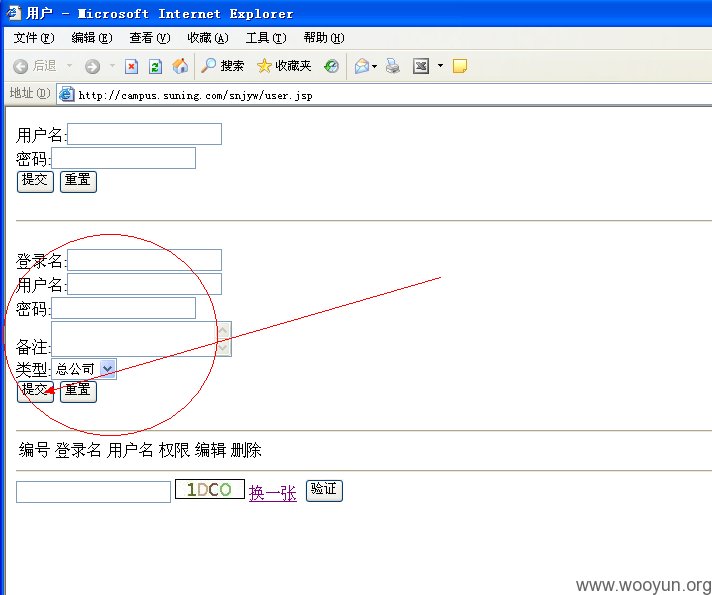 用户 - Microsoft Internet Explorer
文件(F) 编辑(E) 查看(V) 收藏(A) 工具(T) 帮助(H)
后退 搜索 收藏夹
地址(D) http://campus.suning.com/snjyw/user.jsp
用户名:
密码:
提交 重置
登录名:
用户名:
密码:
备注:
类型: 总公司
提交 重置
编号 登录名 用户名 权限 编辑 删除
1DCO 换一张 验证
www.wooyun.org